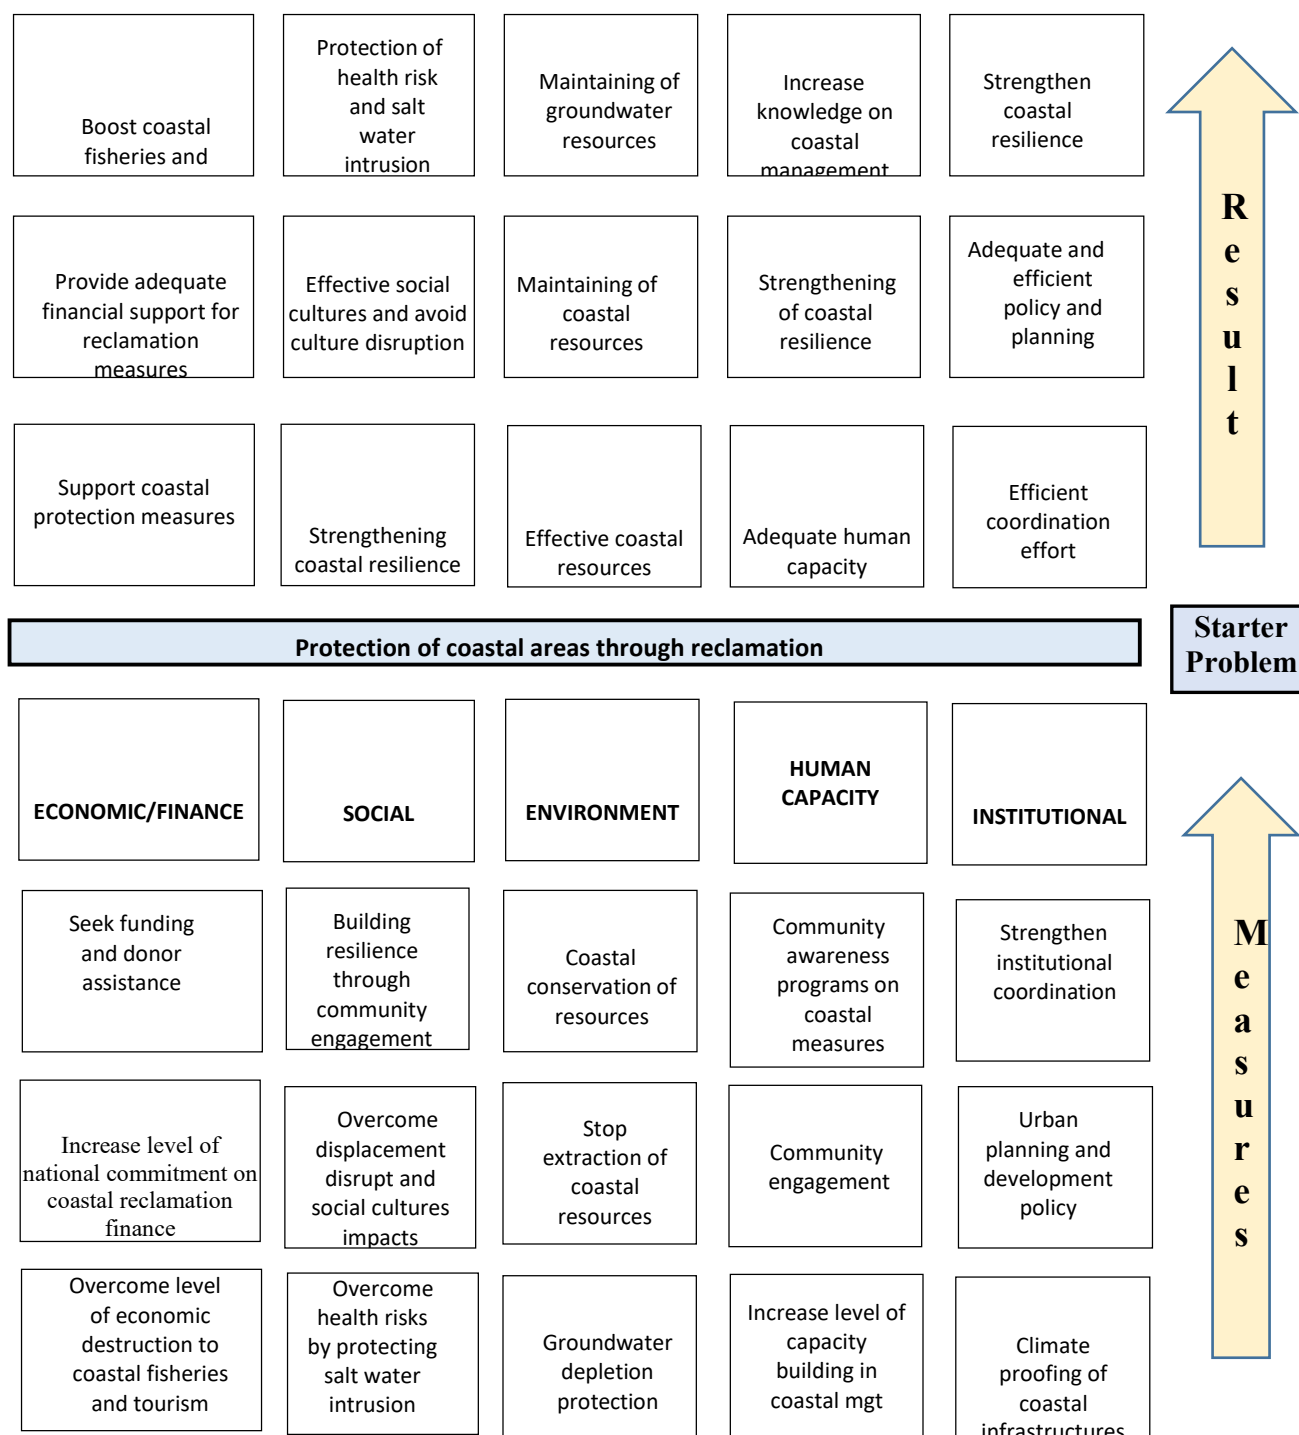 Boost coastal
fisheries and
Protection of
health risk
and salt
water
intrusion
Maintaining of
groundwater
resources
Increase
knowledge on
coastal
management
Strengthen
coastal
resilience
Provide adequate
financial support for
reclamation
measures
Effective social
cultures and avoid
culture disruption
Maintaining of
coastal
resources
Strengthening
of coastal
resilience
Adequate and
efficient
policy and
planning
Support coastal
protection measures
Strengthening
coastal resilience
Effective coastal
resources
Adequate human
capacity
Efficient
coordination
effort
Result
Protection of coastal areas through reclamation
Starter
Problem
ECONOMIC/FINANCE
SOCIAL
ENVIRONMENT
HUMAN
CAPACITY
INSTITUTIONAL
Seek funding
and donor
assistance
Building
resilience
through
community
engagement
Coastal
conservation of
resources
Community
awareness
programs on
coastal
measures
Strengthen
institutional
coordination
Increase level of
national commitment on
coastal reclamation
finance
Overcome
displacement
disrupt and
social cultures
impacts
Stop
extraction of
coastal
resources
Community
engagement
Urban
planning and
development
policy
Overcome level
of economic
destruction to
coastal fisheries
and tourism
Overcome
health risks
by protecting
salt water
intrusion
Groundwater
depletion
protection
Increase level of
capacity
building in
coastal mgt
Climate
proofing of
coastal
infrastructures
Measures